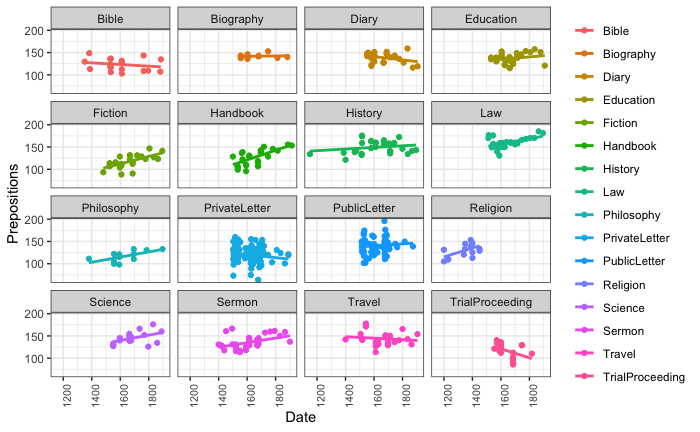 Bible Biography Diary Education
200
150
100
Fiction Handbook History Law
200
150
100
Philosophy PrivateLetter PublicLetter Religion
200
150
100
Science Sermon Travel TrialProceeding
200
150
100
1200 1400 1600 1800 1200 1400 1600 1800 1200 1400 1600 1800 1200 1400 1600 1800
Date
Prepositions
Bible
Biography
Diary
Education
Fiction
Handbook
History
Law
Philosophy
PrivateLetter
PublicLetter
Religion
Science
Sermon
Travel
TrialProceeding